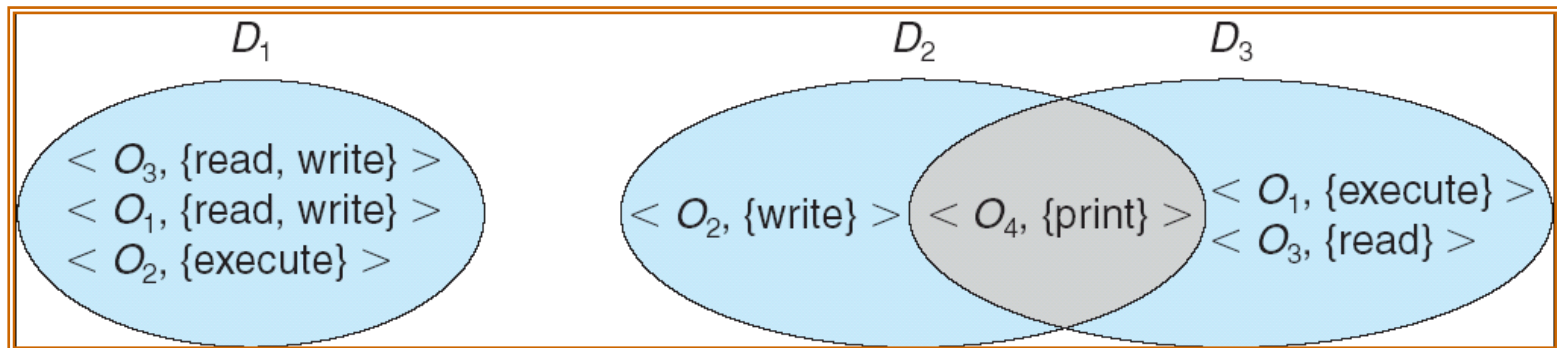 D₁
D₂
D₃
< O₃, {read, write} >
< O₁, {read, write} >
< O₂, {execute} >
< O₂, {write} >
< O₄, {print} >
< O₁, {execute} >
< O₃, {read} >